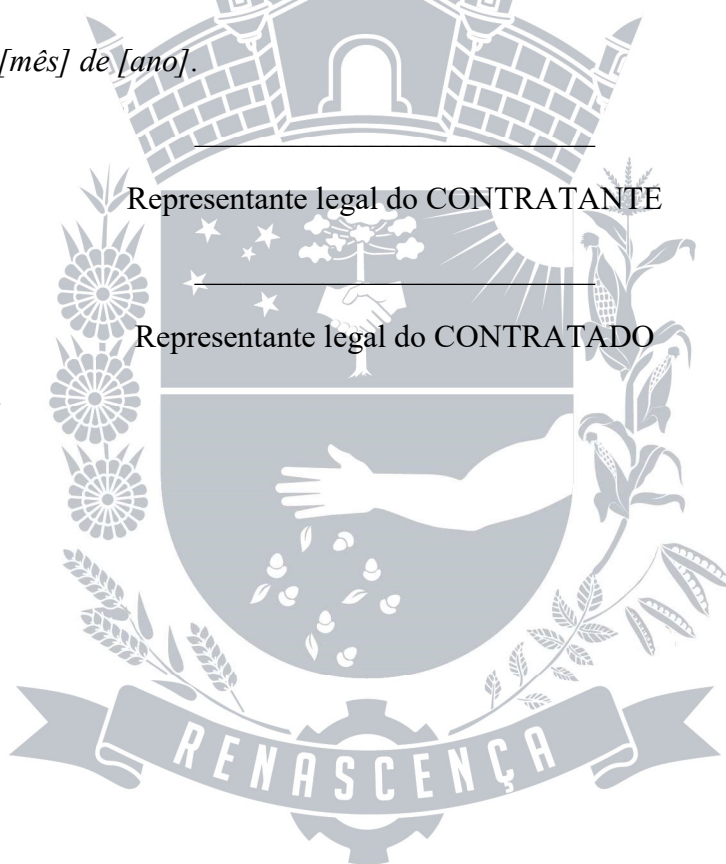 [mês] de [ano].
Representante legal do CONTRATANTE
Representante legal do CONTRATADO
RENASCENÇA